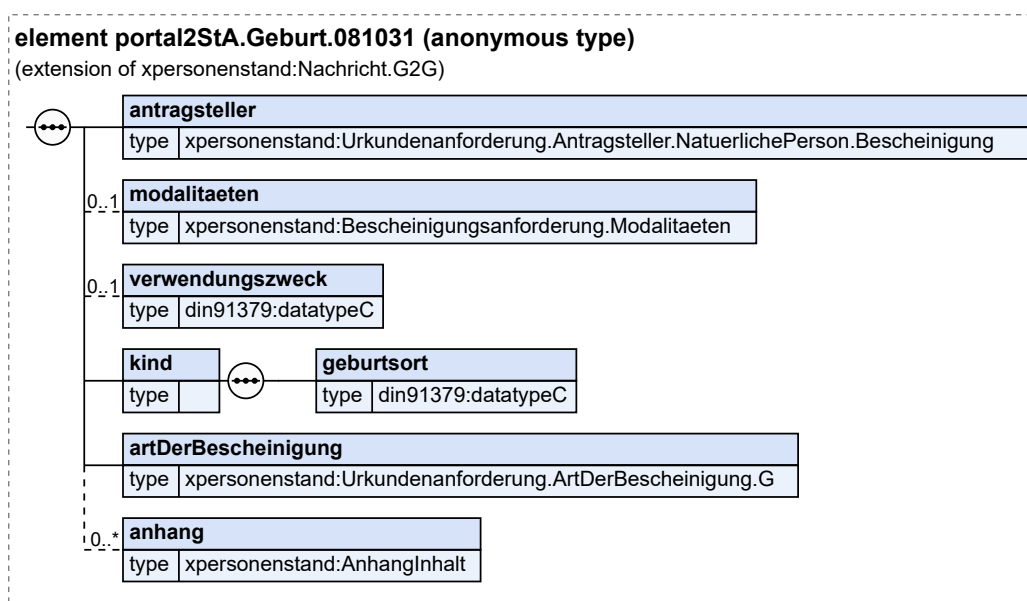 element portal2StA.Geburt.081031 (anonymous type)
(extension of xpersonenstand:Nachricht.G2G)
antragsteller
type xpersonenstand:Urkundenanforderung.Antragsteller.NatuerlichePerson.Bescheinigung
0..1 modalitaeten
type xpersonenstand:Bescheinigungsanforderung.Modalitaeten
0..1 verwendungszweck
type din91379:datatypeC
kind geburtsort
type type din91379:datatypeC
artDerBescheinigung
type xpersonenstand:Urkundenanforderung.ArtDerBescheinigung.G
0..* anhang
type xpersonenstand:AnhangInhalt